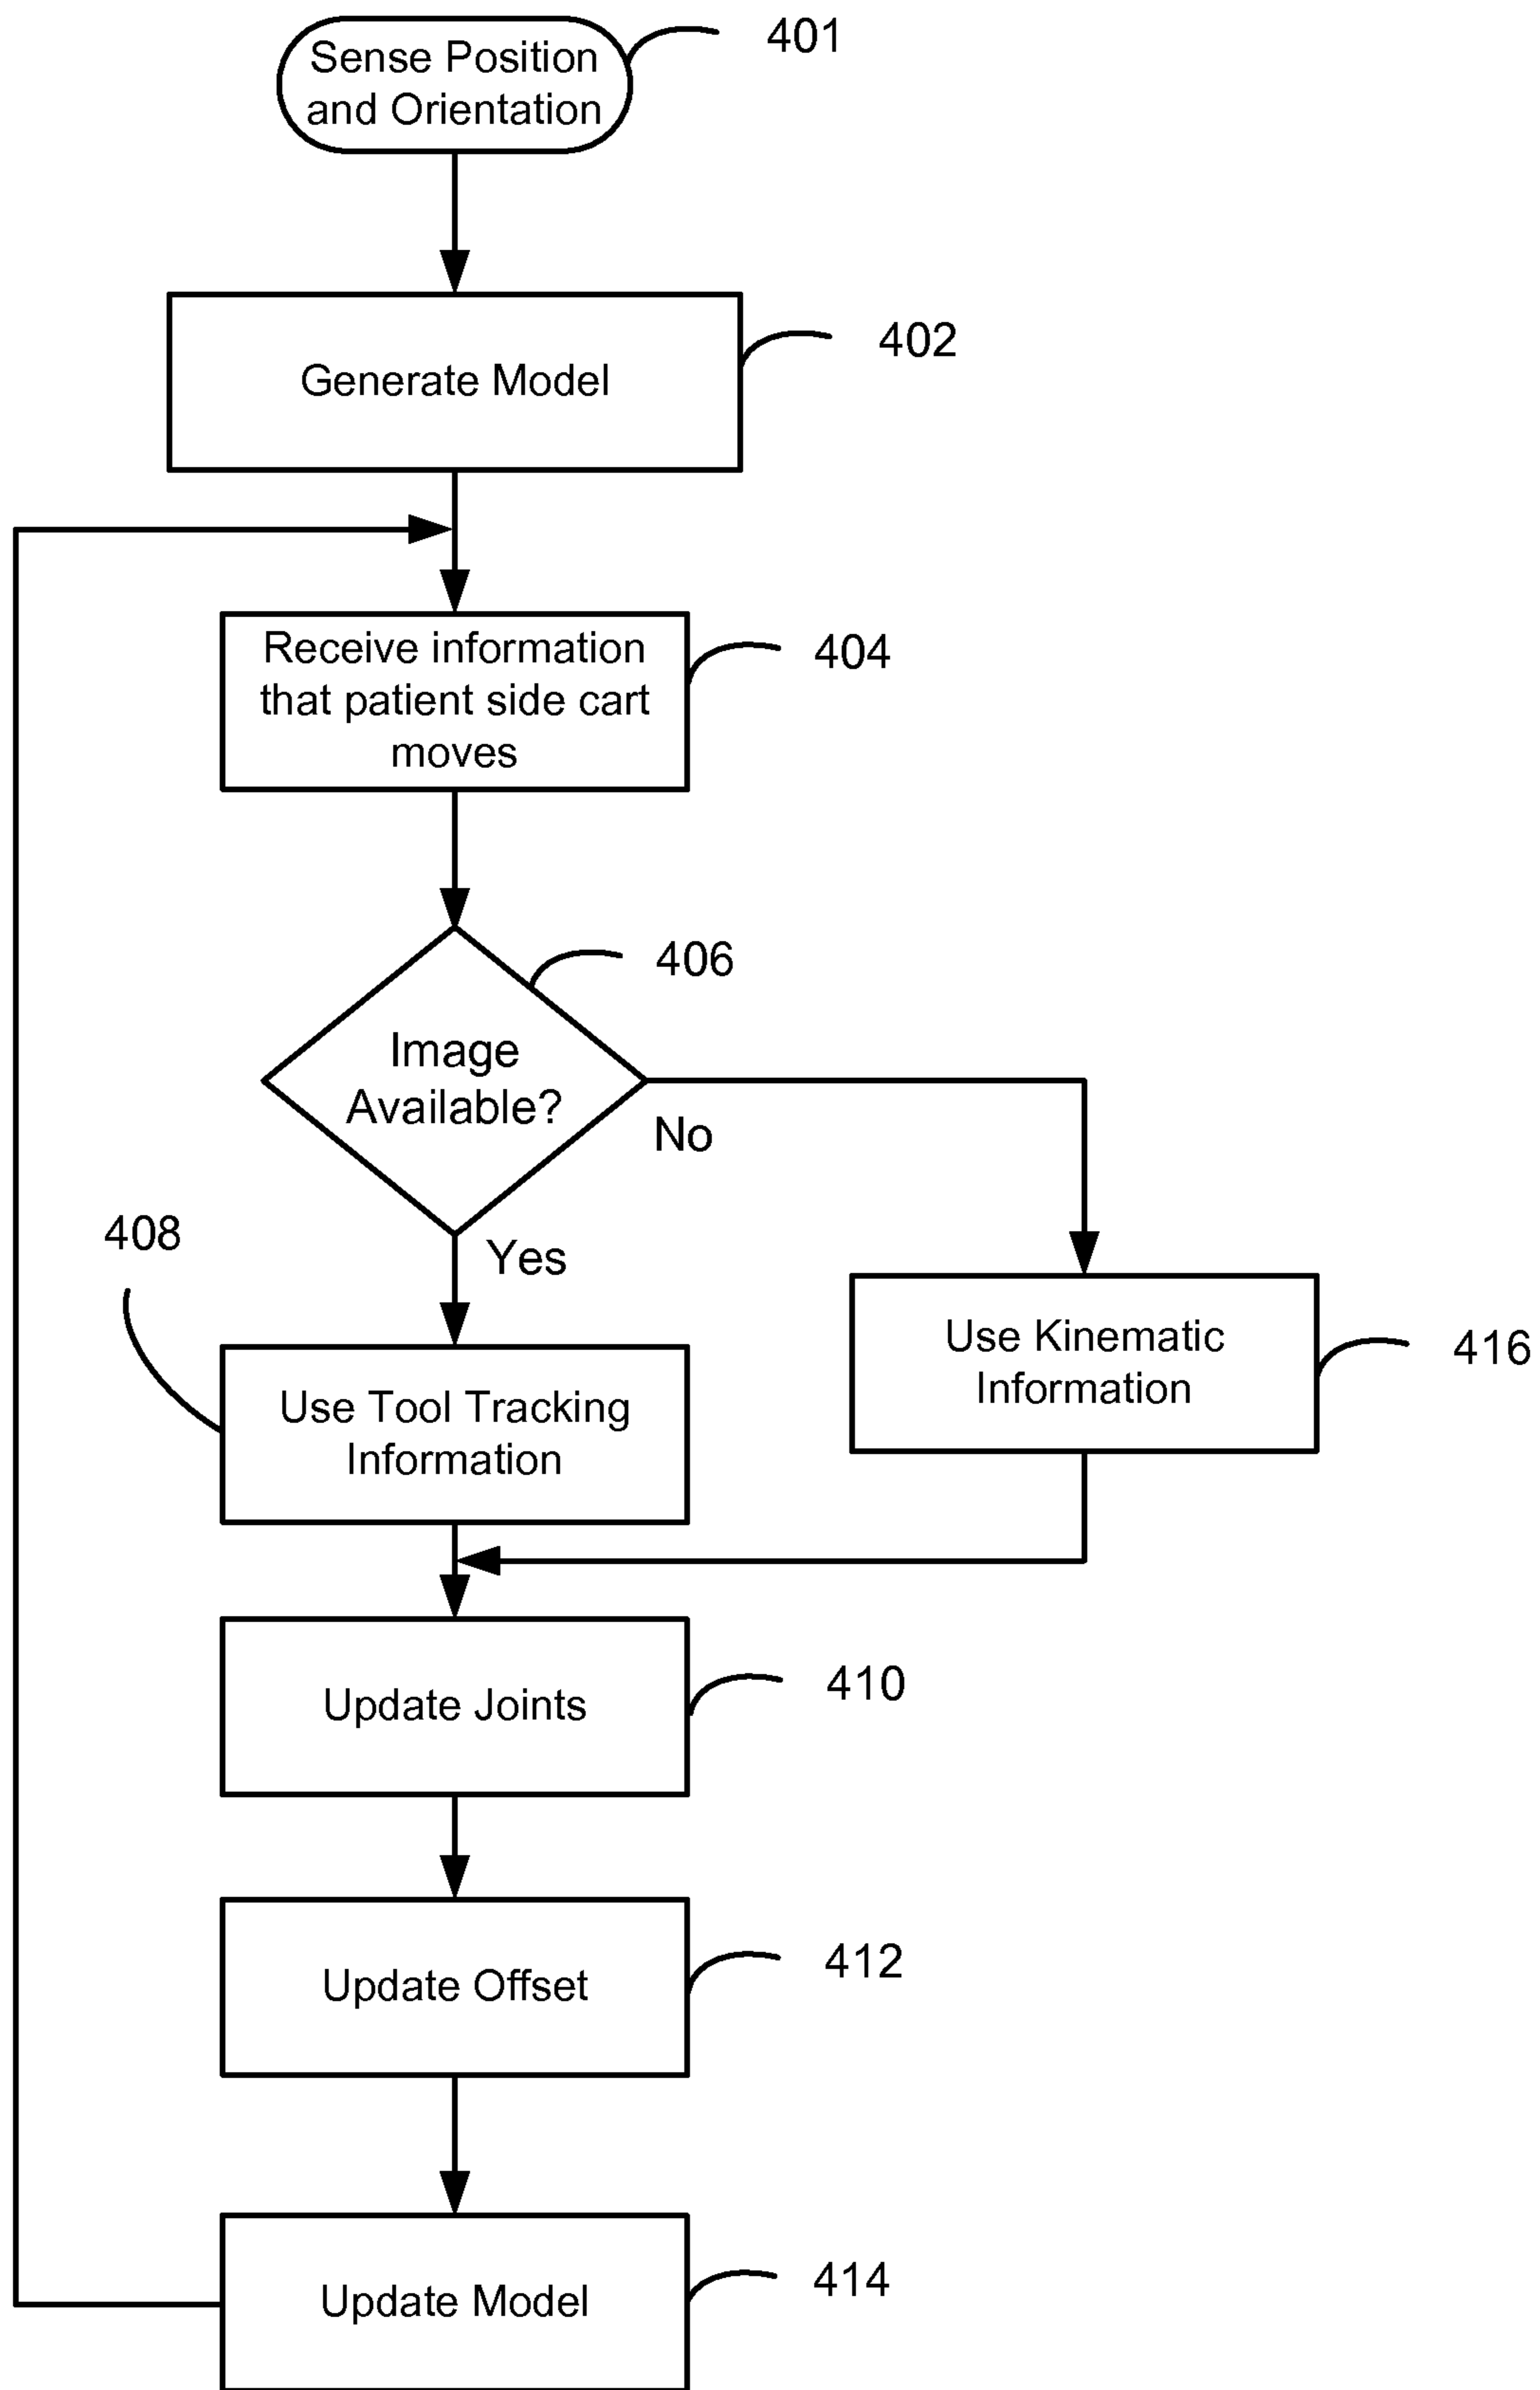 Sense Position
and Orientation
401
Generate Model
402
Receive information
that patient side cart
moves
404
406
Image
Available?
No
408
Yes
Use Tool Tracking
Information
Use Kinematic
Information
416
Update Joints
410
Update Offset
412
Update Model
414